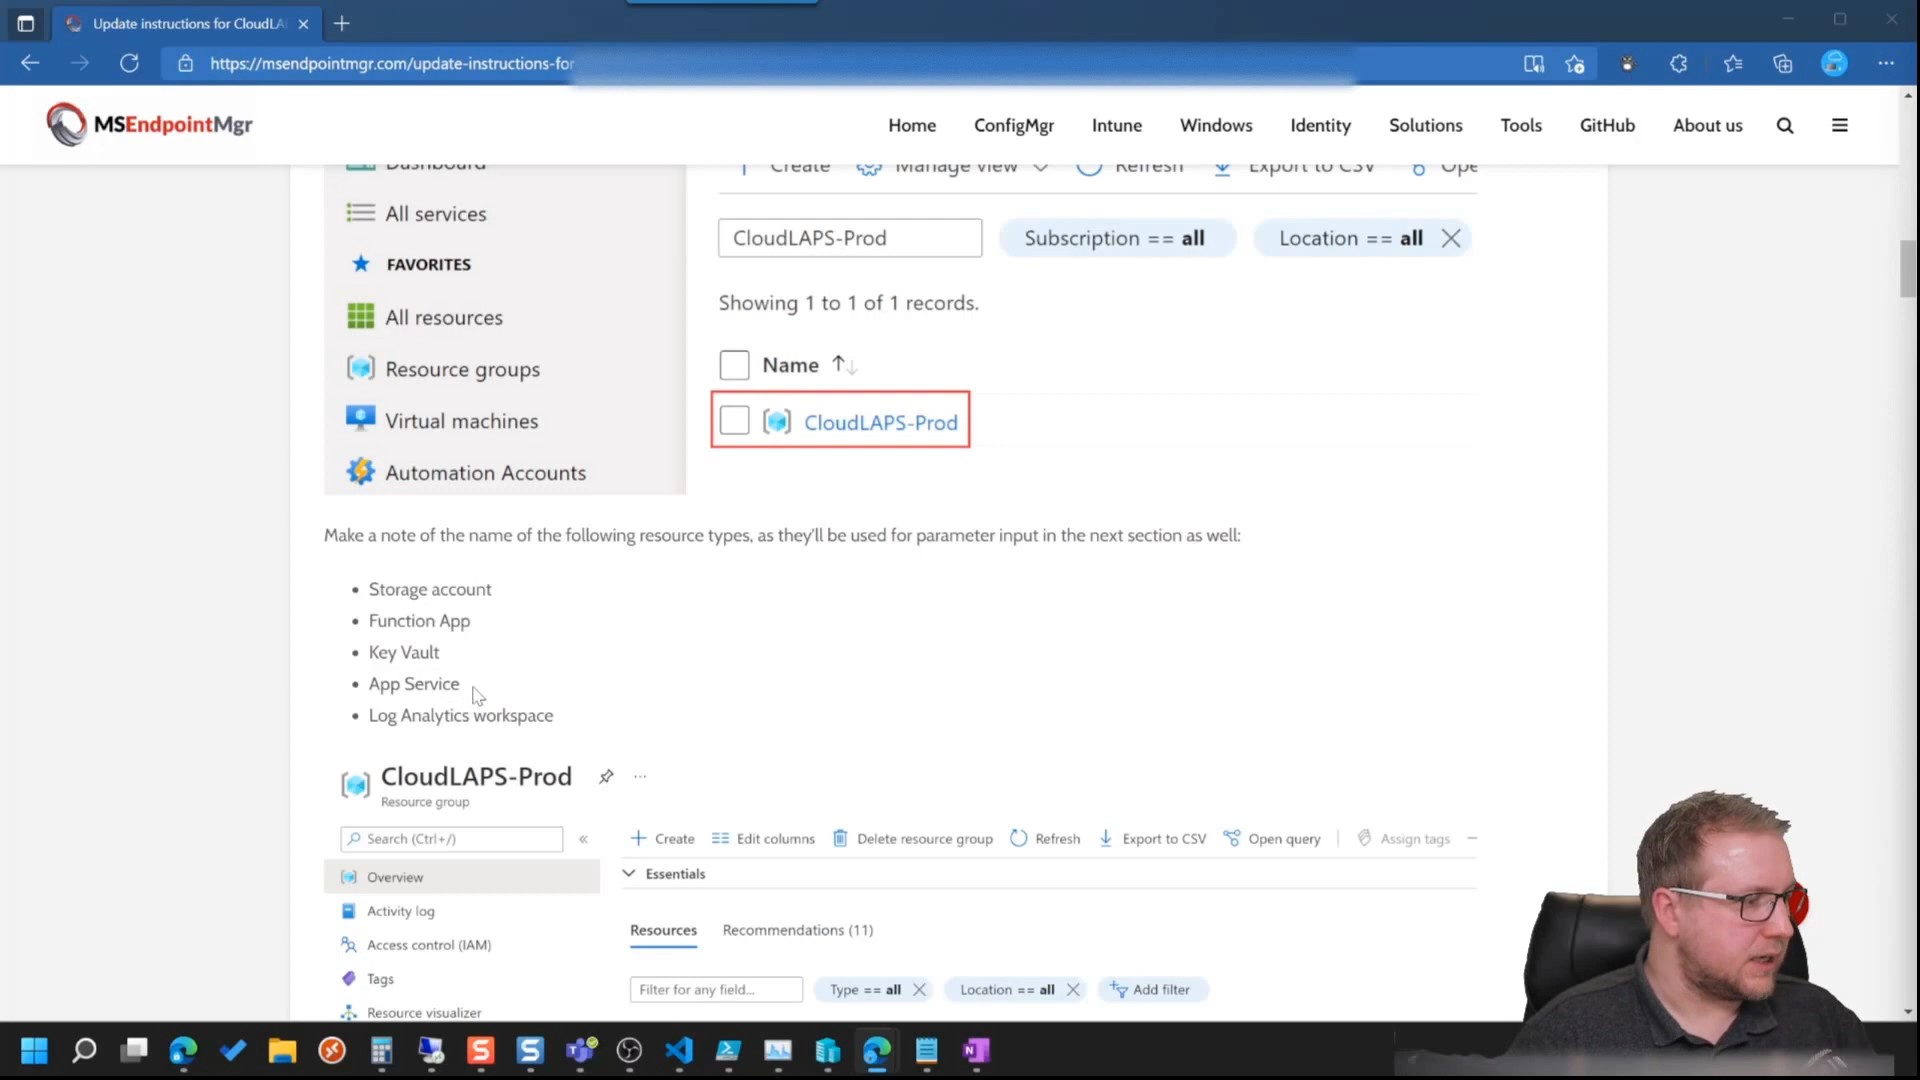 Update instructions for CloudLA
https://msendpointmgr.com/update-instructions-for
MSEndpointMgr
Home
ConfigMgr
Intune
Windows
Identity
Solutions
Tools
GitHub
About us
Dashboard
Create
Manage view
Refresh
Export to CSV
Ope
All services
CloudLAPS-Prod
Subscription == all
Location == all
FAVORITES
Showing 1 to 1 of 1 records.
All resources
Name
Resource groups
CloudLAPS-Prod
Virtual machines
Automation Accounts
Make a note of the name of the following resource types, as they'll be used for parameter input in the next section as well:
• Storage account
• Function App
• Key Vault
• App Service
• Log Analytics workspace
CloudLAPS-Prod
Resource group
Search (Ctrl+/)
«
Create
Edit columns
Delete resource group
Refresh
Export to CSV
Open query
Assign tags
Overview
Essentials
Activity log
Resources
Recommendations (11)
Access control (IAM)
Tags
Filter for any field...
Type == all
Location == all
Add filter
Resource visualizer